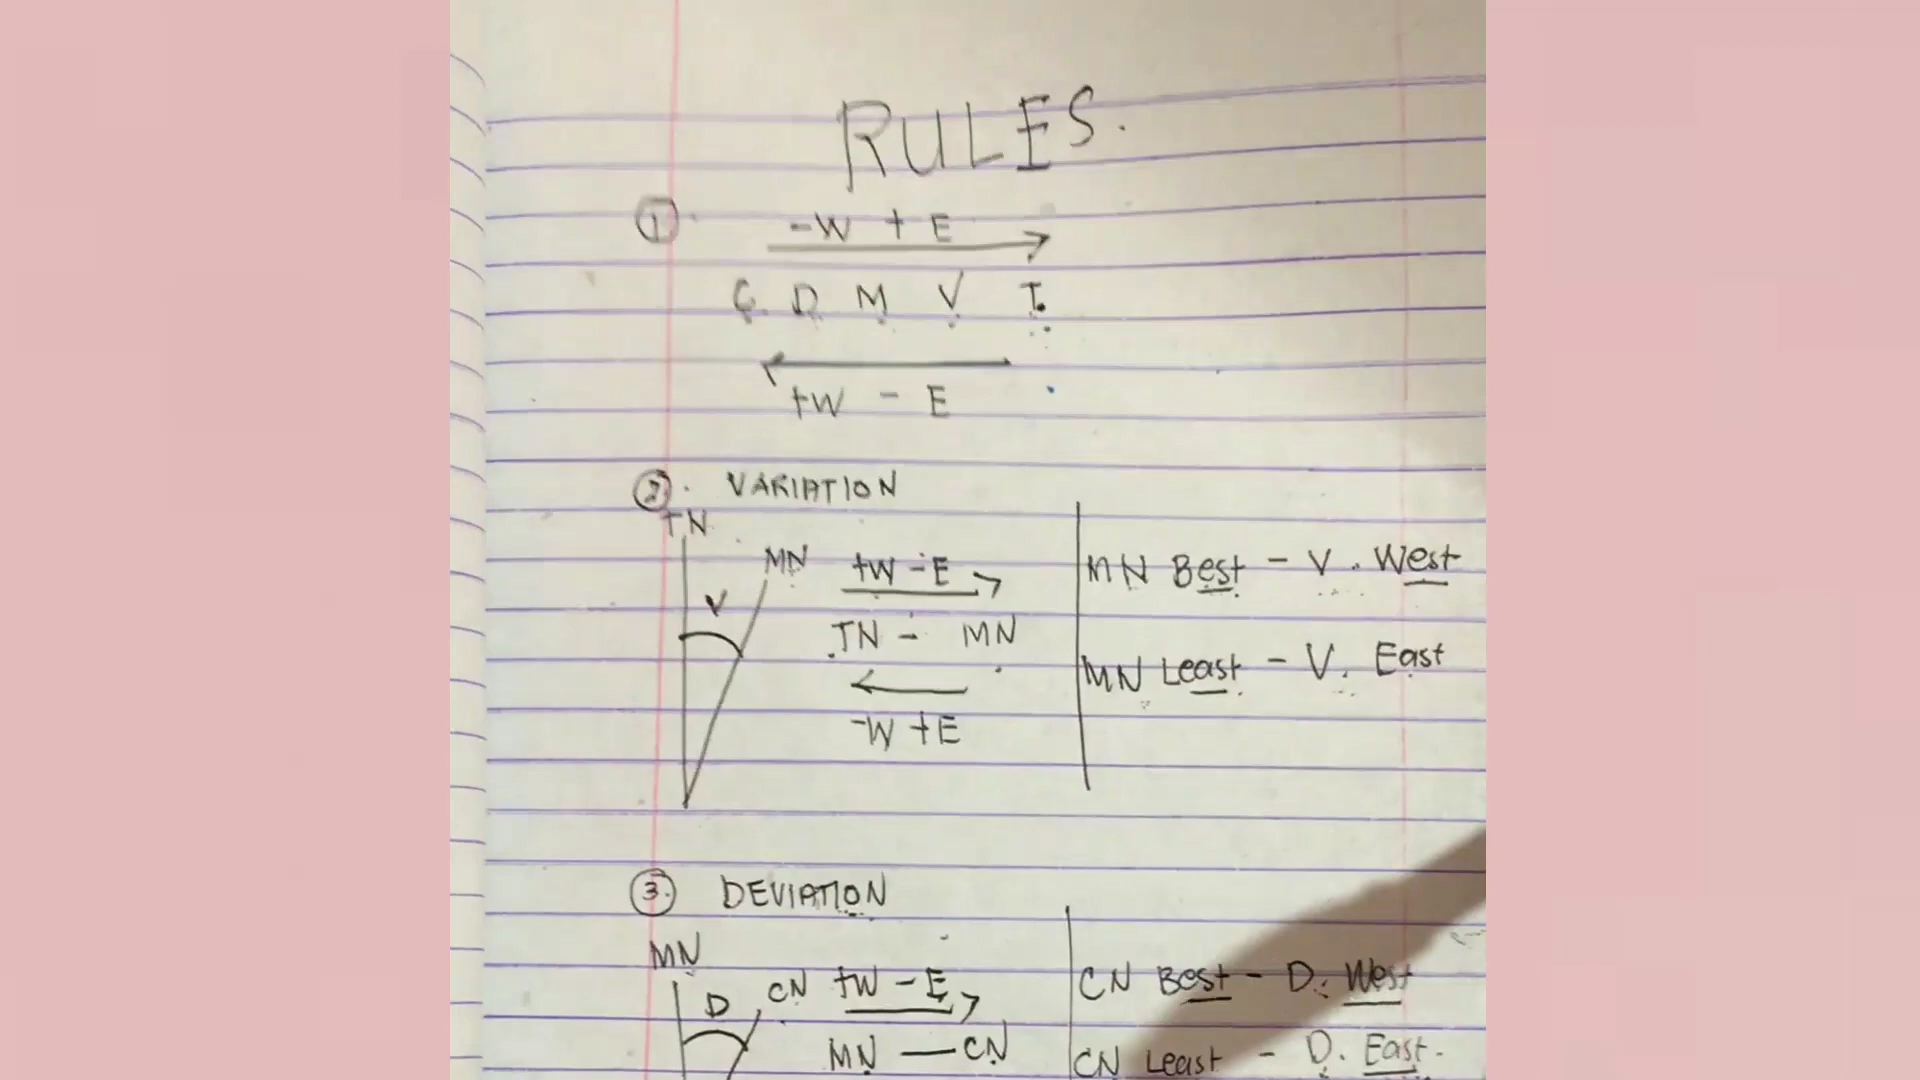 RULES.
① -W + E
C. D. M V T.
+W - E
② . VARIATION
TN
MN +W -E MN Best - V. West
V
TN - MN MN Least - V. East
-W +E
③ DEVIATION
MN
D CN +W - E CN Best - D. West
MN — CN CN Least - D. East.